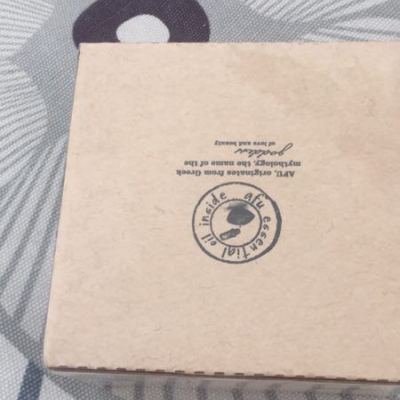 AFU, originates from Greek
mythology, the name of the
goddess
of love and beauty
afu essential oil inside